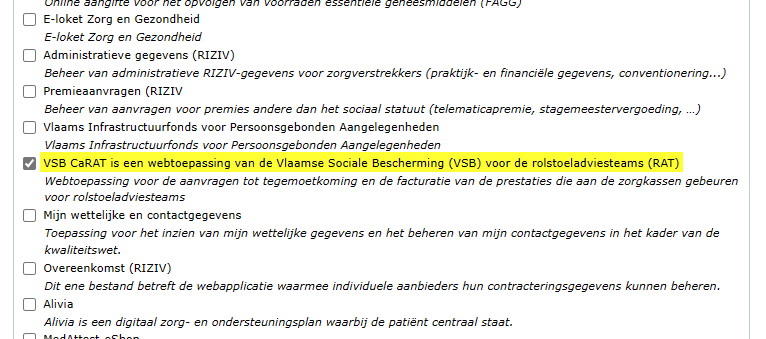 Online aangifte voor het opvolgen van voorraden essentiële geneesmiddelen (FAGG)
E-loket Zorg en Gezondheid
E-loket Zorg en Gezondheid
Administratieve gegevens (RIZIV)
Beheer van administratieve RIZIV-gegevens voor zorgverstrekkers (praktijk- en financiële gegevens, conventionering...)
Premieaanvragen (RIZIV
Beheer van aanvragen voor premies andere dan het sociaal statuut (telematicapremie, stagemeestervergoeding, …)
Vlaams Infrastructuurfonds voor Persoonsgebonden Aangelegenheden
Vlaams Infrastructuurfonds voor Persoonsgebonden Aangelegenheden
VSB CaRAT is een webtoepassing van de Vlaamse Sociale Bescherming (VSB) voor de rolstoeladviesteams (RAT)
Webtoepassing voor de aanvragen tot tegemoetkoming en de facturatie van de prestaties die aan de zorgkassen gebeuren
voor rolstoeladviesteams
Mijn wettelijke en contactgegevens
Toepassing voor het inzien van mijn wettelijke gegevens en het beheren van mijn contactgegevens in het kader van de
kwaliteitswet.
Overeenkomst (RIZIV)
Dit ene bestand betreft de webapplicatie waarmee individuele aanbieders hun contracteringsgegevens kunnen beheren.
Alivia
Alivia is een digitaal zorg- en ondersteuningsplan waarbij de patiënt centraal staat.
MedAttest eShop